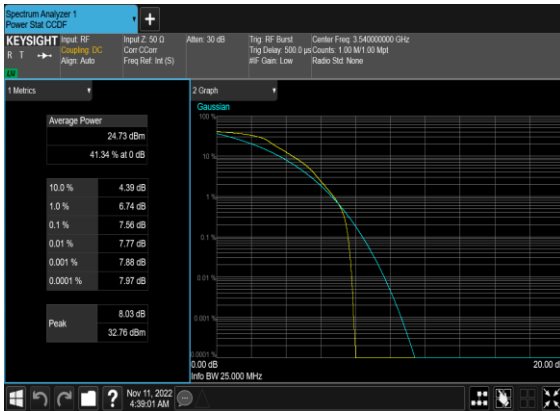 Spectrum Analyzer 1
Power Stat CCDF
KEYSIGHT
R T
LXI
Input: RF
Coupling: DC
Align: Auto
Input Z: 50 Ω
Corr CCorr
Freq Ref: Int (S)
Atten: 30 dB
Trig: RF Burst
Trig Delay: 500.0 µs
#IF Gain: Low
Center Freq: 3.540000000 GHz
Counts: 1.00 M/1.00 Mpt
Radio Std: None
1 Metrics
Average Power
24.73 dBm
41.34 % at 0 dB
10.0 % 4.39 dB
1.0 % 6.74 dB
0.1 % 7.56 dB
0.01 % 7.77 dB
0.001 % 7.88 dB
0.0001 % 7.97 dB
Peak
8.03 dB
32.76 dBm
2 Graph
Gaussian
100 %
10 %
1 %
0.1 %
0.01 %
0.001 %
0.0001 %
0.00 dB
20.00 d
Info BW 25.000 MHz
?
Nov 11, 2022
4:39:01 AM